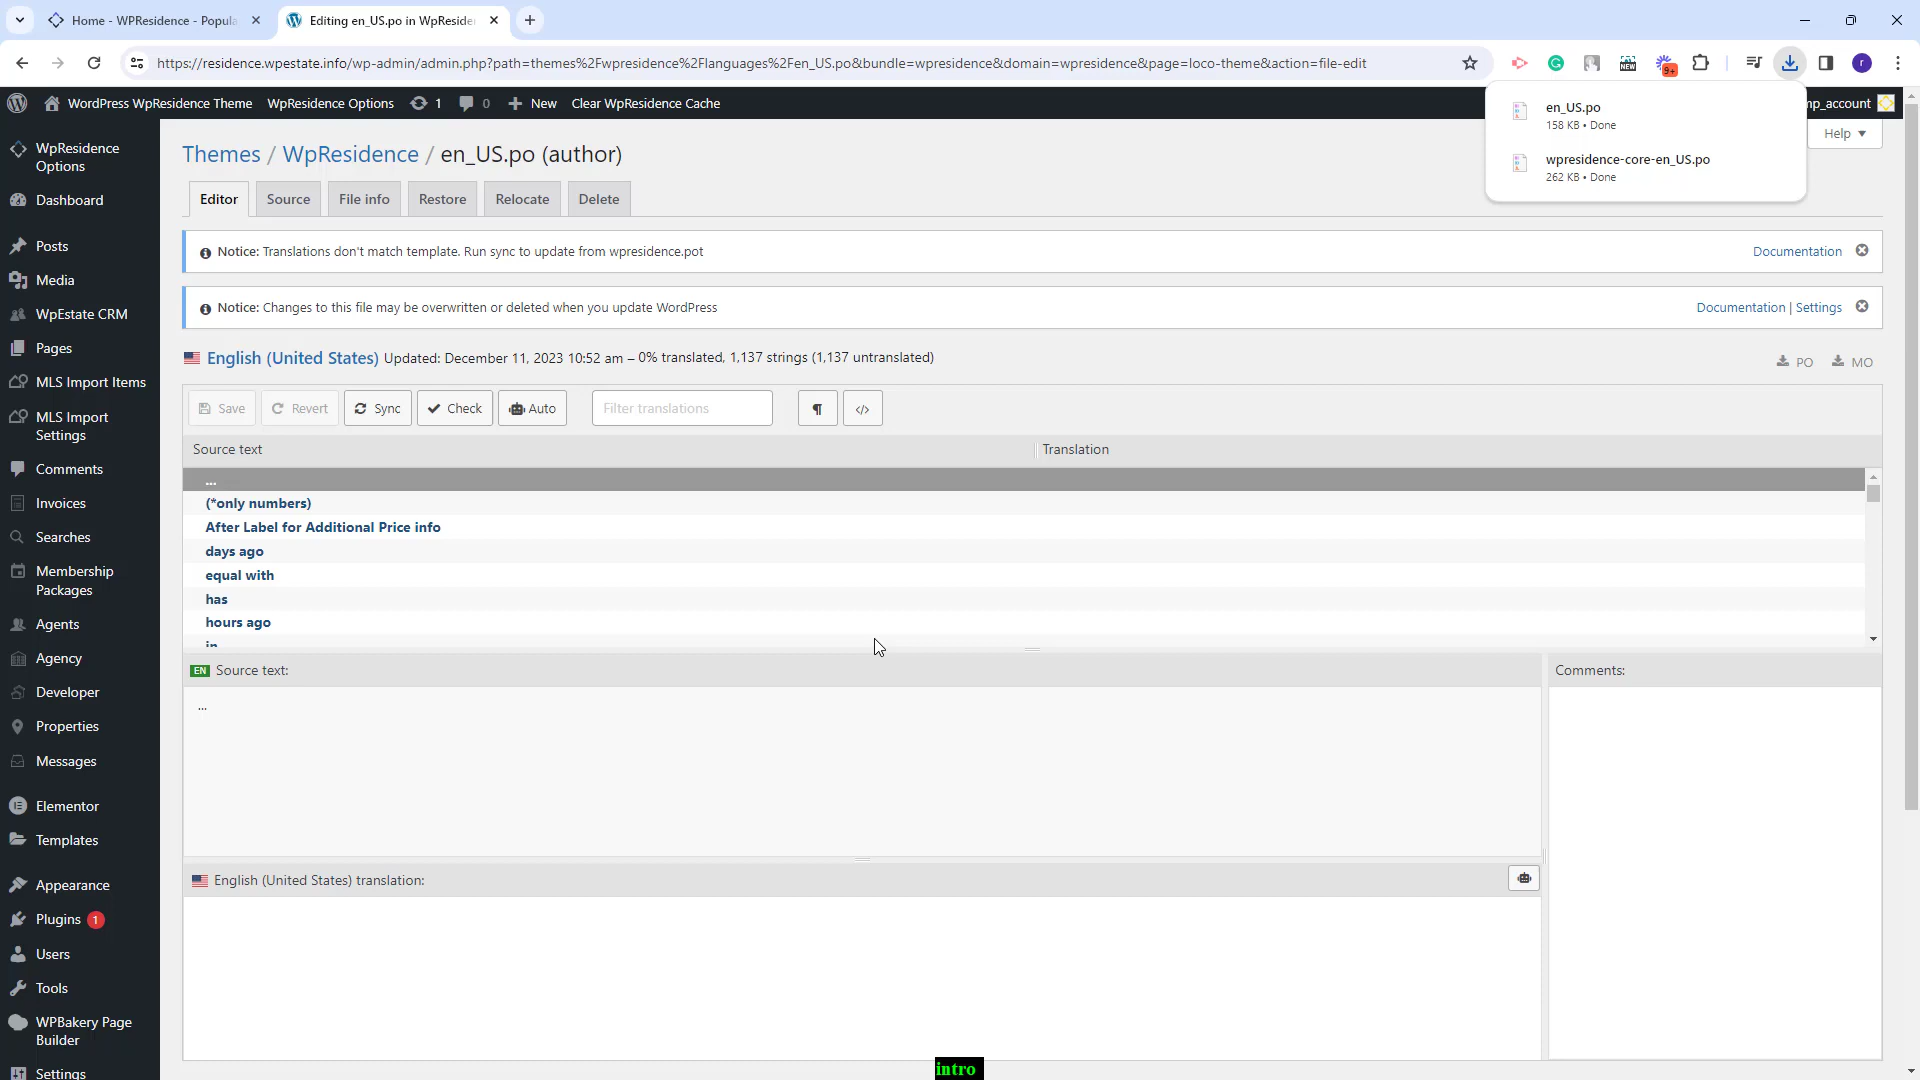 Home - WPResidence - Popula
Editing en_US.po in WpReside
https://residence.wpestate.info/wp-admin/admin.php?path=themes%2Fwpresidence%2Flanguages%2Fen_US.po&bundle=wpresidence&domain=wpresidence&page=loco-theme&action=file-edit
NEW
9+
r
WordPress WpResidence Theme
WpResidence Options
1
0
New
Clear WpResidence Cache
mp_account
en_US.po
158 KB • Done
wpresidence-core-en_US.po
262 KB • Done
Help
WpResidence
Options
Dashboard
Posts
Media
WpEstate CRM
Pages
MLS Import Items
MLS Import
Settings
Comments
Invoices
Searches
Membership
Packages
Agents
Agency
Developer
Properties
Messages
Elementor
Templates
Appearance
Plugins 1
Users
Tools
WPBakery Page
Builder
Settings
Themes / WpResidence / en_US.po (author)
Editor
Source
File info
Restore
Relocate
Delete
Notice: Translations don't match template. Run sync to update from wpresidence.pot
Documentation
Notice: Changes to this file may be overwritten or deleted when you update WordPress
Documentation | Settings
English (United States) Updated: December 11, 2023 10:52 am – 0% translated, 1,137 strings (1,137 untranslated)
PO
MO
Save
Revert
Sync
Check
Auto
Filter translations
¶
</>
Source text
Translation
...
(*only numbers)
After Label for Additional Price info
days ago
equal with
has
hours ago
in
EN Source text:
Comments:
...
English (United States) translation:
intro